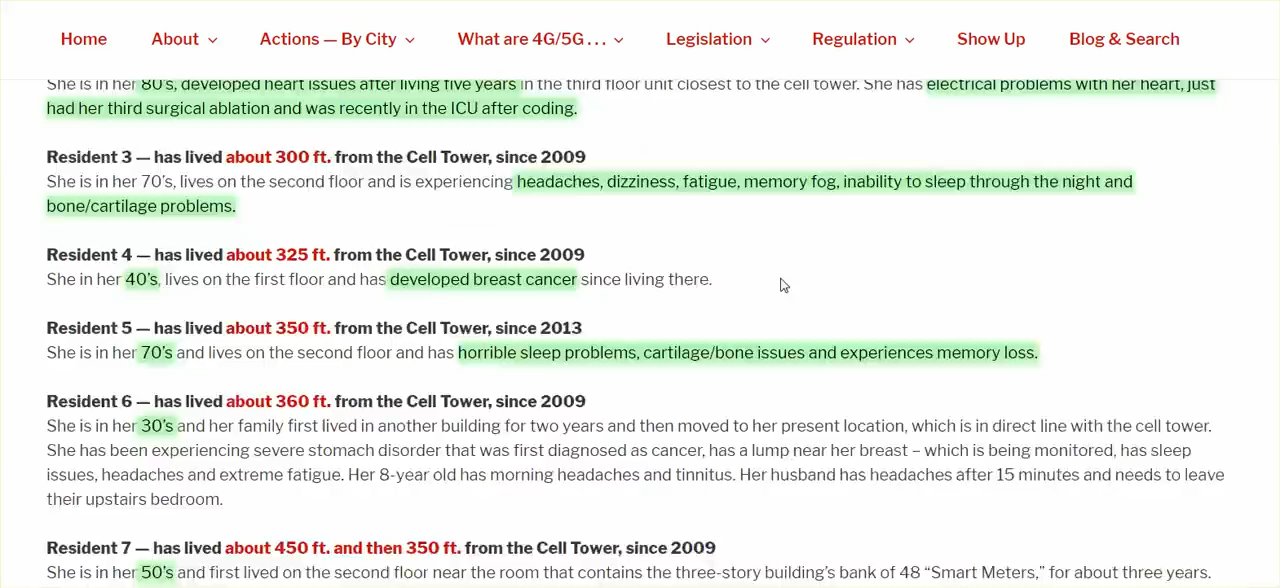 Home About Actions — By City What are 4G/5G . . . Legislation Regulation Show Up Blog & Search
She is in her 80's, developed heart issues after living five years in the third floor unit closest to the cell tower. She has electrical problems with her heart, just
had her third surgical ablation and was recently in the ICU after coding.
Resident 3 — has lived about 300 ft. from the Cell Tower, since 2009
She is in her 70's, lives on the second floor and is experiencing headaches, dizziness, fatigue, memory fog, inability to sleep through the night and
bone/cartilage problems.
Resident 4 — has lived about 325 ft. from the Cell Tower, since 2009
She in her 40's, lives on the first floor and has developed breast cancer since living there.
Resident 5 — has lived about 350 ft. from the Cell Tower, since 2013
She is in her 70's and lives on the second floor and has horrible sleep problems, cartilage/bone issues and experiences memory loss.
Resident 6 — has lived about 360 ft. from the Cell Tower, since 2009
She is in her 30's and her family first lived in another building for two years and then moved to her present location, which is in direct line with the cell tower.
She has been experiencing severe stomach disorder that was first diagnosed as cancer, has a lump near her breast – which is being monitored, has sleep
issues, headaches and extreme fatigue. Her 8-year old has morning headaches and tinnitus. Her husband has headaches after 15 minutes and needs to leave
their upstairs bedroom.
Resident 7 — has lived about 450 ft. and then 350 ft. from the Cell Tower, since 2009
She is in her 50's and first lived on the second floor near the room that contains the three-story building's bank of 48 “Smart Meters,” for about three years.